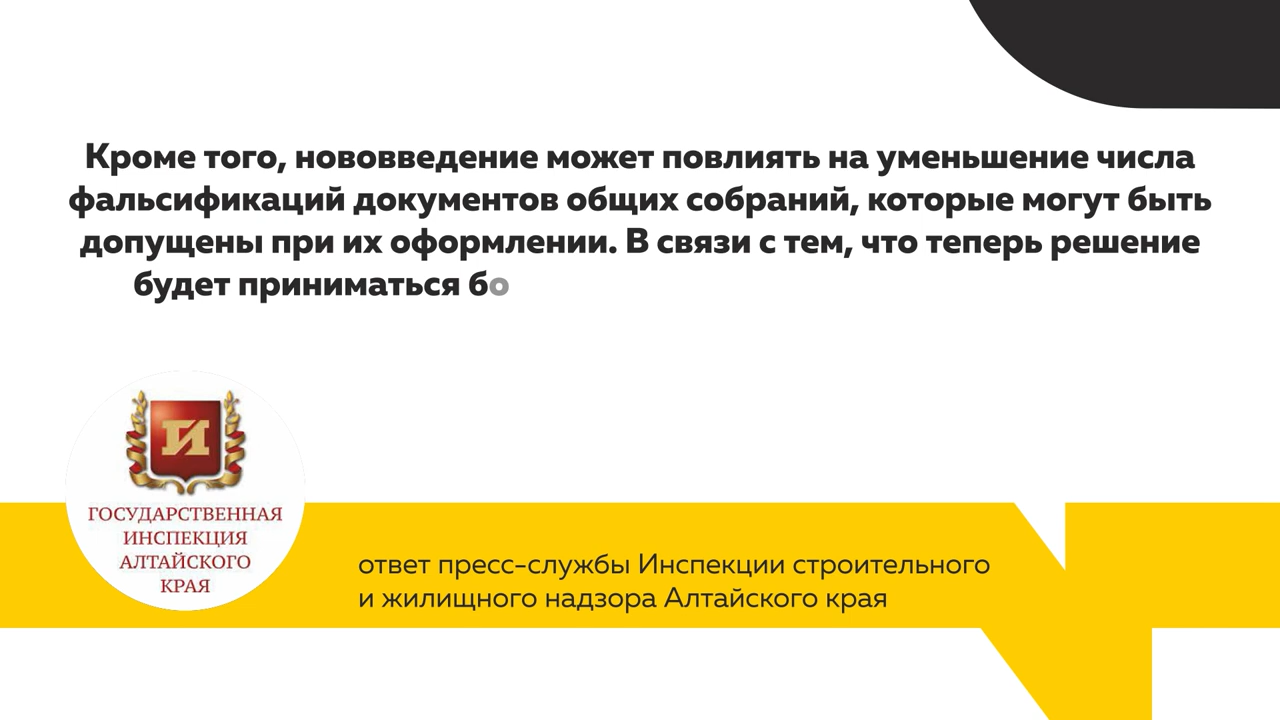 Кроме того, нововведение может повлиять на уменьшение числа
фальсификаций документов общих собраний, которые могут быть
допущены при их оформлении. В связи с тем, что теперь решение
будет приниматься бо
ГИ
ГОСУДАРСТВЕННАЯ
ИНСПЕКЦИЯ
АЛТАЙСКОГО
КРАЯ
ответ пресс-службы Инспекции строительного
и жилищного надзора Алтайского края